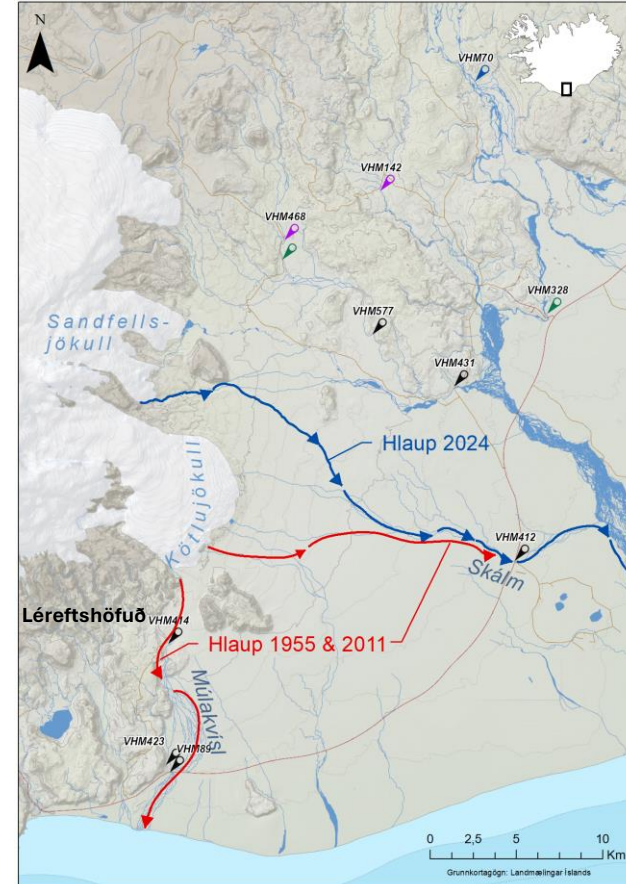 N
VHM70
VHM142
VHM468
VHM328
VHM577
Sandfells-
jökull
VHM431
Hlaup 2024
Kötlujökull
VHM412
Skálm
Léreftshöfuð
VHM414
Hlaup 1955 & 2011
Múlakvísl
VHM423
VHM89
0 2,5 5 10
Km
Grunnkortagögn: Landmælingar Íslands